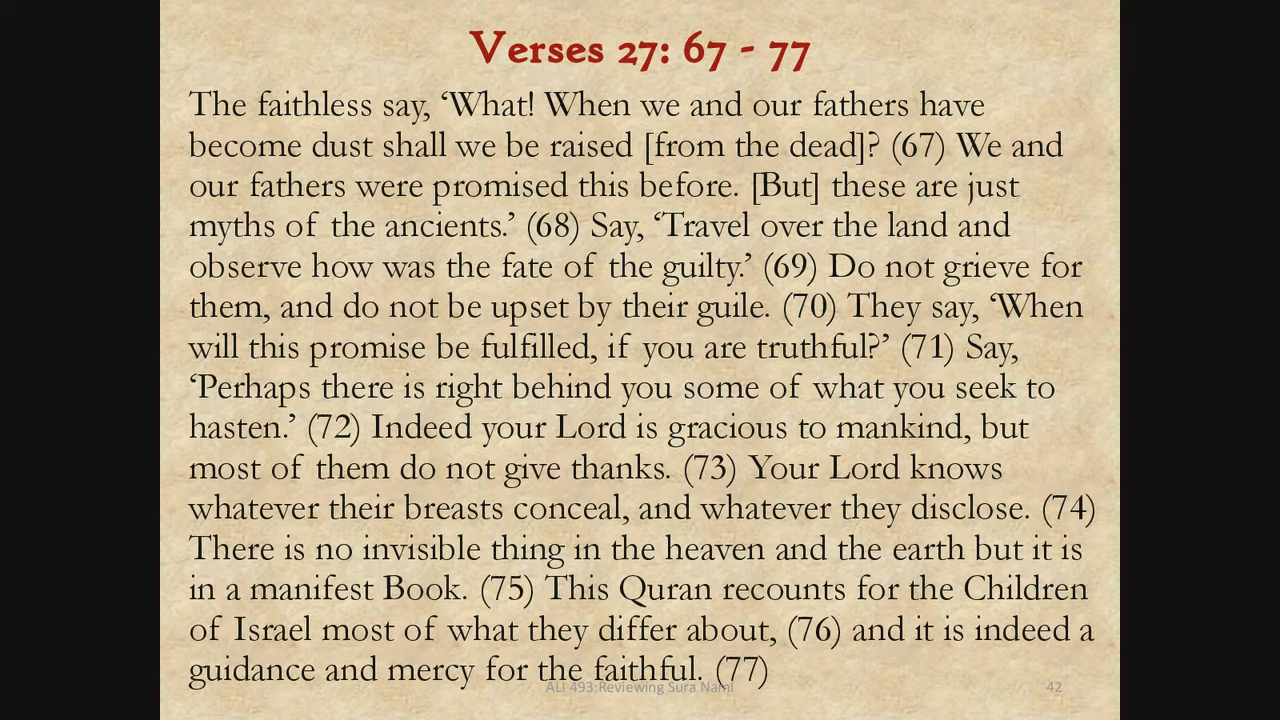 Verses 27: 67 - 77
The faithless say, ‘What! When we and our fathers have
become dust shall we be raised [from the dead]? (67) We and
our fathers were promised this before. [But] these are just
myths of the ancients.’ (68) Say, ‘Travel over the land and
observe how was the fate of the guilty.’ (69) Do not grieve for
them, and do not be upset by their guile. (70) They say, ‘When
will this promise be fulfilled, if you are truthful?’ (71) Say,
‘Perhaps there is right behind you some of what you seek to
hasten.’ (72) Indeed your Lord is gracious to mankind, but
most of them do not give thanks. (73) Your Lord knows
whatever their breasts conceal, and whatever they disclose. (74)
There is no invisible thing in the heaven and the earth but it is
in a manifest Book. (75) This Quran recounts for the Children
of Israel most of what they differ about, (76) and it is indeed a
guidance and mercy for the faithful. (77)
ALI 493:Reviewing Sura Naml
42